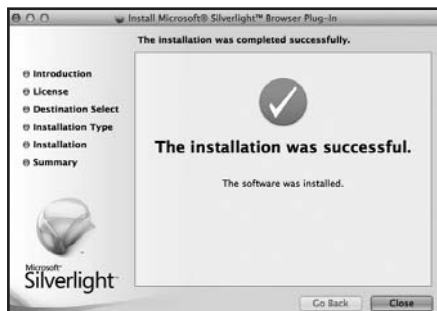 Install Microsoft® Silverlight™ Browser Plug-In
The installation was completed successfully.
Introduction
License
Destination Select
Installation Type
Installation
Summary
The installation was successful.
The software was installed.
Microsoft®
Silverlight™
Go Back
Close